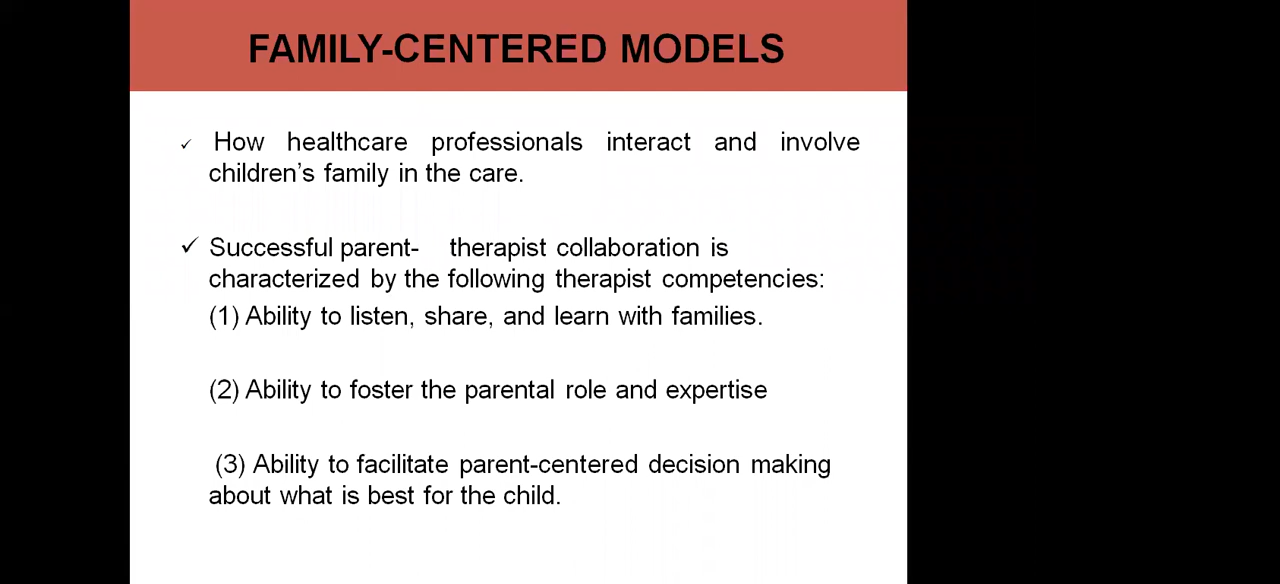 FAMILY-CENTERED MODELS
✓ How healthcare professionals interact and involve
children's family in the care.
✓ Successful parent- therapist collaboration is
characterized by the following therapist competencies:
(1) Ability to listen, share, and learn with families.
(2) Ability to foster the parental role and expertise
(3) Ability to facilitate parent-centered decision making
about what is best for the child.